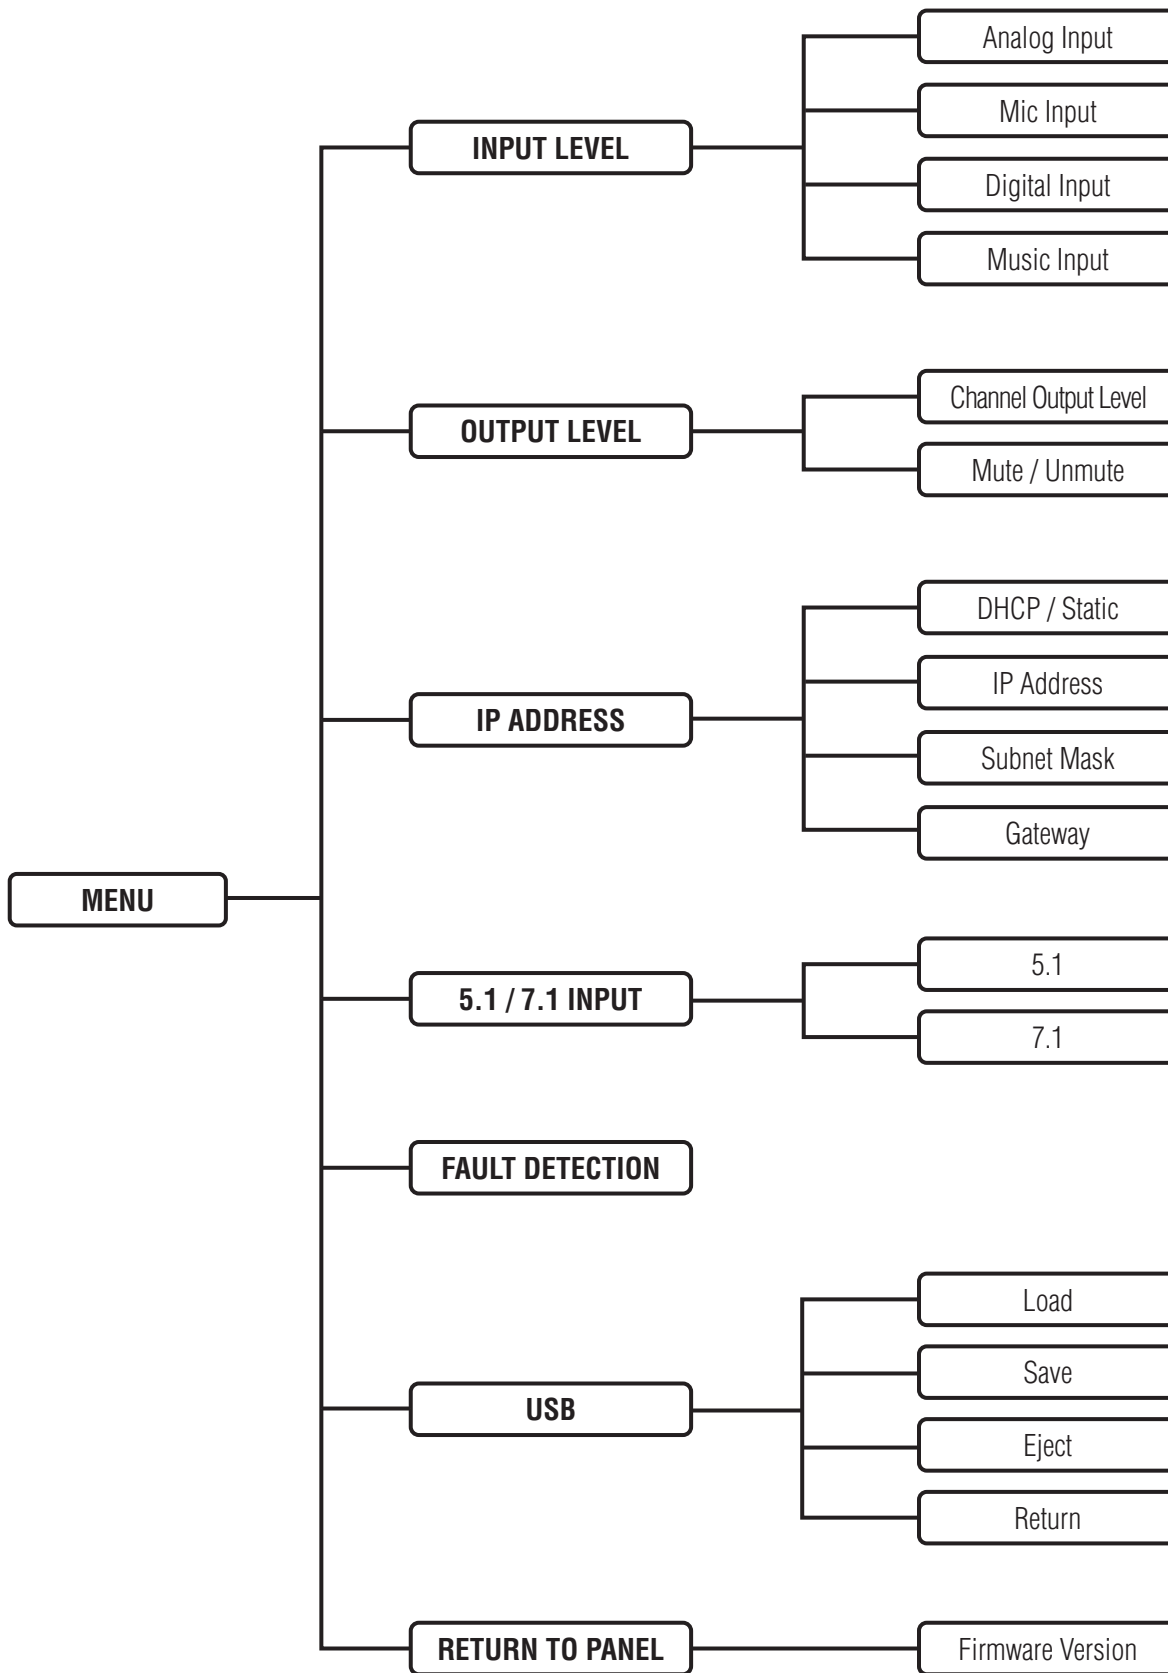 MENU
INPUT LEVEL
Analog Input
Mic Input
Digital Input
Music Input
OUTPUT LEVEL
Channel Output Level
Mute / Unmute
IP ADDRESS
DHCP / Static
IP Address
Subnet Mask
Gateway
5.1 / 7.1 INPUT
5.1
7.1
FAULT DETECTION
USB
Load
Save
Eject
Return
RETURN TO PANEL
Firmware Version